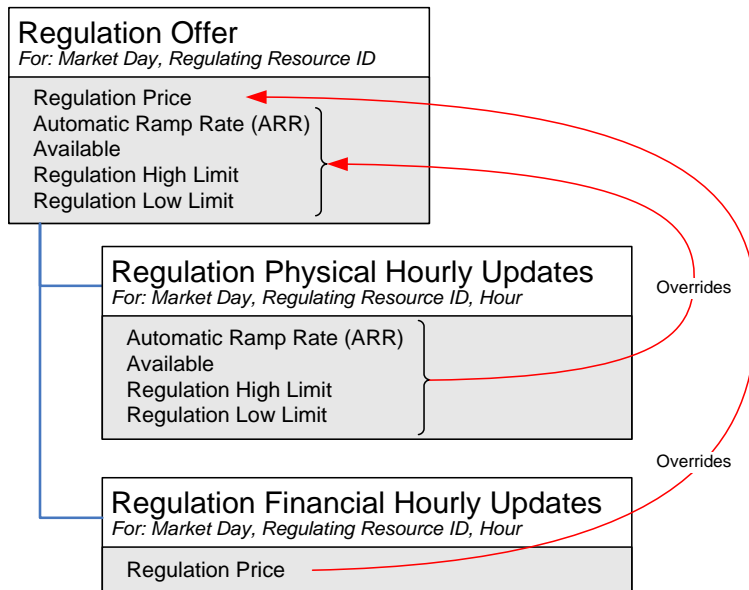 Regulation Offer
For: Market Day, Regulating Resource ID
Regulation Price
Automatic Ramp Rate (ARR)
Available
Regulation High Limit
Regulation Low Limit
Regulation Physical Hourly Updates
For: Market Day, Regulating Resource ID, Hour
Overrides
Automatic Ramp Rate (ARR)
Available
Regulation High Limit
Regulation Low Limit
Overrides
Regulation Financial Hourly Updates
For: Market Day, Regulating Resource ID, Hour
Regulation Price